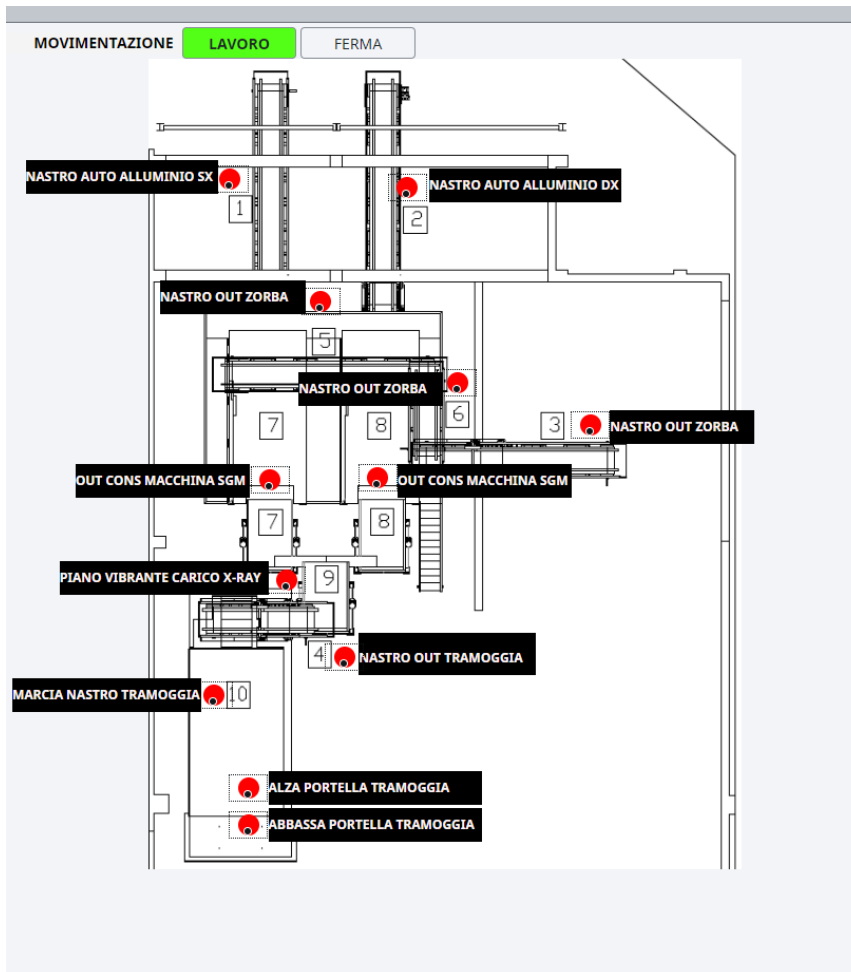 MOVIMENTAZIONE LAVORO FERMA
NASTRO AUTO ALLUMINIO SX
NASTRO AUTO ALLUMINIO DX
1
2
NASTRO OUT ZORBA
5
NASTRO OUT ZORBA
6
3
NASTRO OUT ZORBA
7
8
OUT CONS MACCHINA SGM
OUT CONS MACCHINA SGM
7
8
PIANO VIBRANTE CARICO X-RAY
9
4
NASTRO OUT TRAMOGGIA
MARCIA NASTRO TRAMOGGIA
10
ALZA PORTELLA TRAMOGGIA
ABBASSA PORTELLA TRAMOGGIA